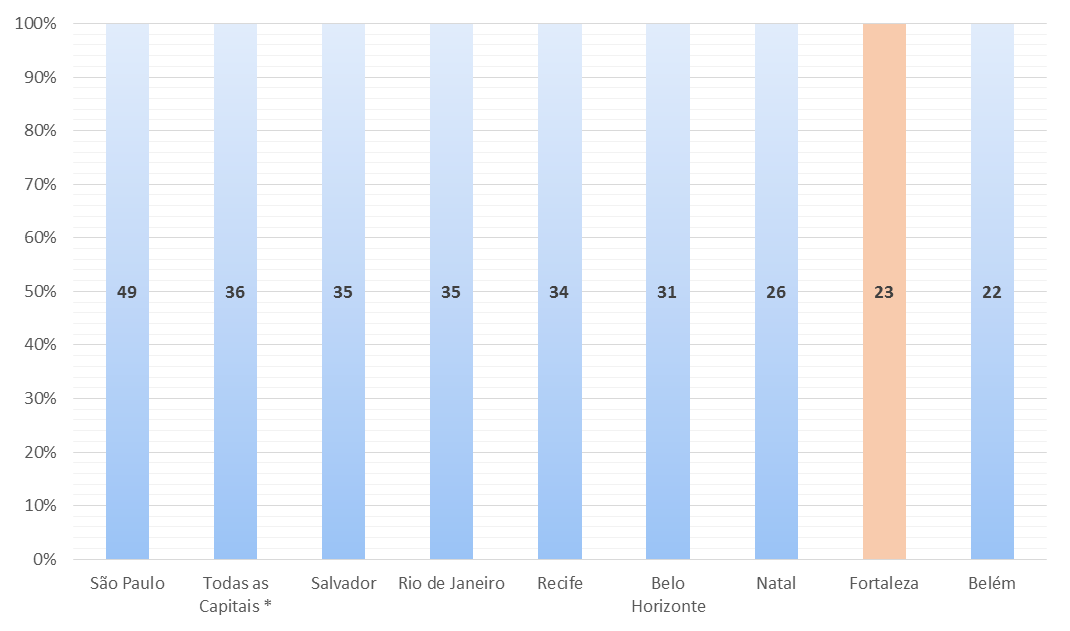 100%
90%
80%
70%
60%
50%
40%
30%
20%
10%
0%
49
36
35
35
34
31
26
23
22
São Paulo
Todas as
Capitais *
Salvador
Rio de Janeiro
Recife
Belo
Horizonte
Natal
Fortaleza
Belém